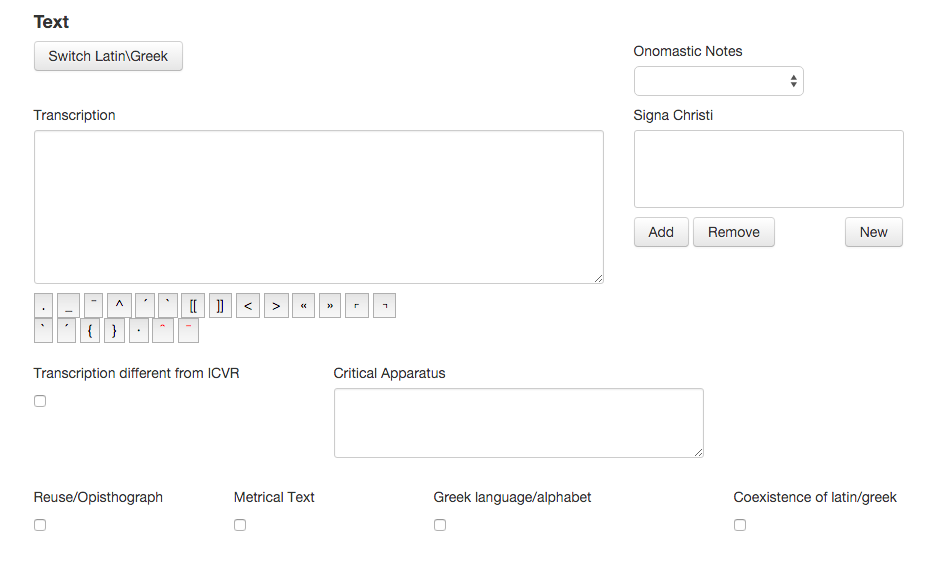 Text
Switch Latin\Greek
Onomastic Notes
Transcription
Signa Christi
Add Remove New
. _ ¯ ^ ´ ` [[ ]] < > « » ⌜ ⌝
` ´ { } · ˆ ¯
Transcription different from ICVR
Critical Apparatus
Reuse/Opisthograph
Metrical Text
Greek language/alphabet
Coexistence of latin/greek